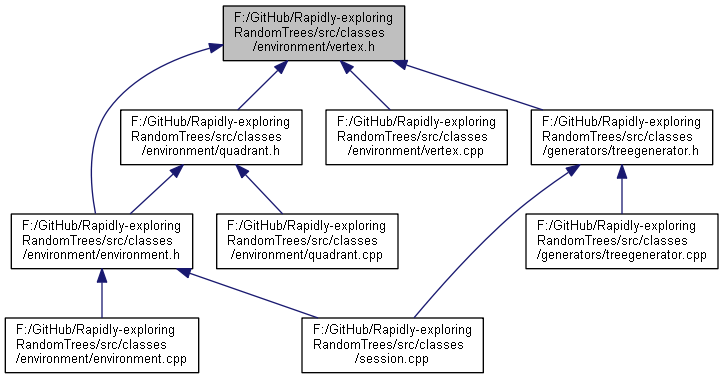 F:/GitHub/Rapidly-exploring
RandomTrees/src/classes
/environment/vertex.h
F:/GitHub/Rapidly-exploring
RandomTrees/src/classes
/environment/quadrant.h
F:/GitHub/Rapidly-exploring
RandomTrees/src/classes
/environment/vertex.cpp
F:/GitHub/Rapidly-exploring
RandomTrees/src/classes
/generators/treegenerator.h
F:/GitHub/Rapidly-exploring
RandomTrees/src/classes
/environment/environment.h
F:/GitHub/Rapidly-exploring
RandomTrees/src/classes
/environment/quadrant.cpp
F:/GitHub/Rapidly-exploring
RandomTrees/src/classes
/generators/treegenerator.cpp
F:/GitHub/Rapidly-exploring
RandomTrees/src/classes
/environment/environment.cpp
F:/GitHub/Rapidly-exploring
RandomTrees/src/classes
/session.cpp